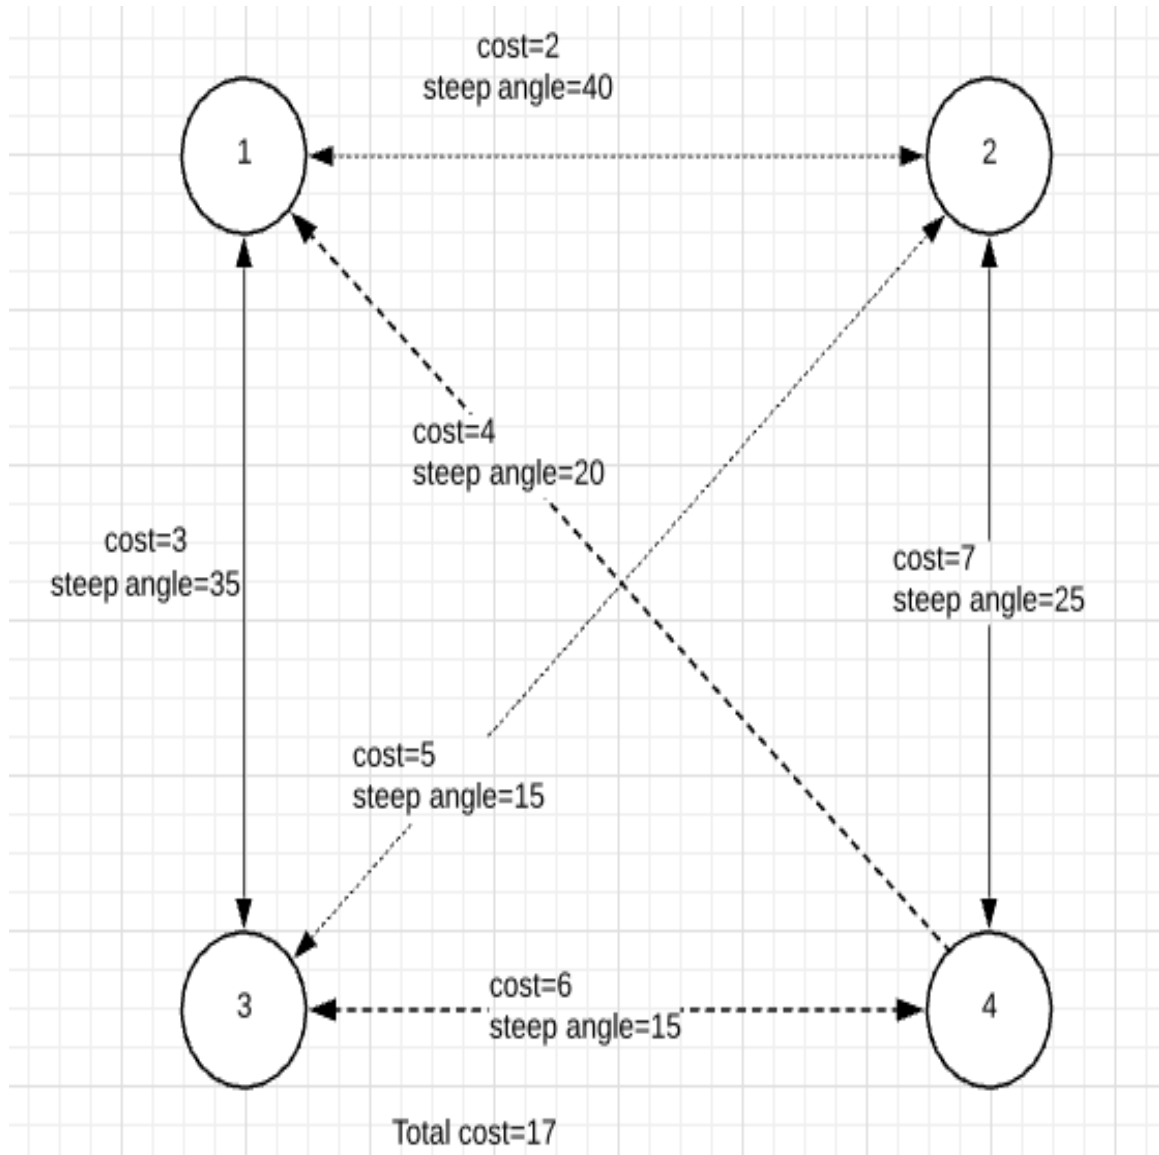 cost=2
steep angle=40
1
2
cost=4
steep angle=20
cost=3
steep angle=35
cost=7
steep angle=25
cost=5
steep angle=15
3
cost=6
steep angle=15
4
Total cost=17